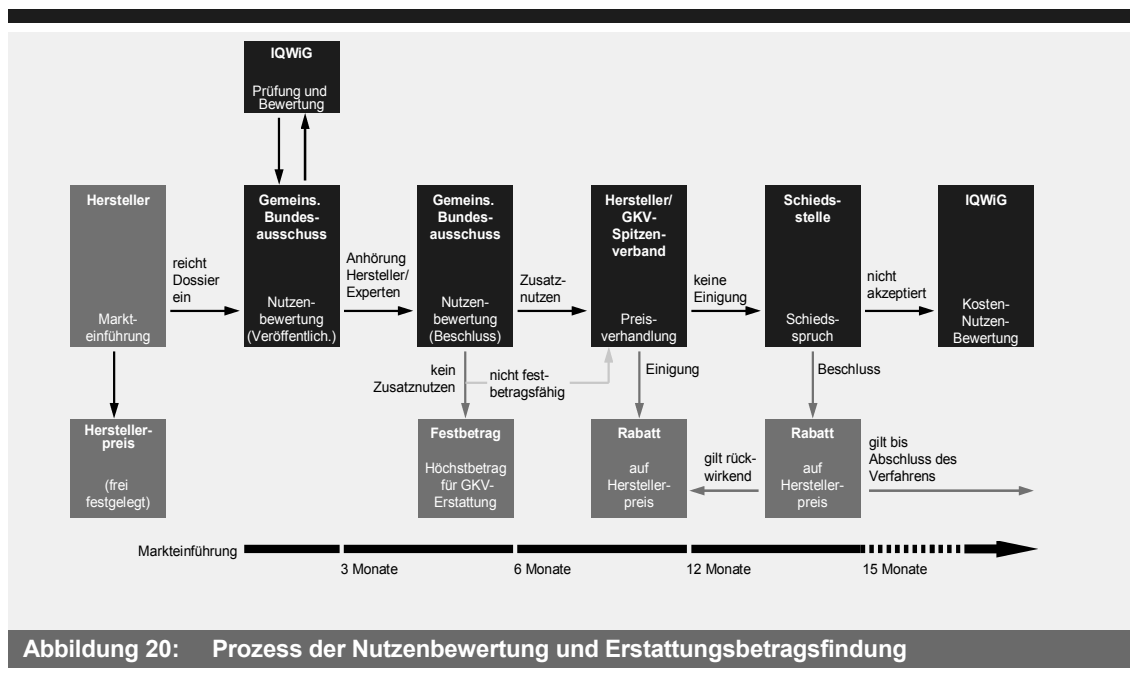 IQWiG
Prüfung und
Bewertung
Hersteller
Markt-
einführung
reicht
Dossier
ein
Gemeins.
Bundes-
ausschuss
Nutzen-
bewertung
(Veröffentlich.)
Anhörung
Hersteller/
Experten
Gemeins.
Bundes-
ausschuss
Nutzen-
bewertung
(Beschluss)
Zusatz-
nutzen
Hersteller/
GKV-
Spitzen-
verband
Preis-
verhandlung
keine
Einigung
Schieds-
stelle
Schieds-
spruch
nicht
akzeptiert
IQWiG
Kosten-
Nutzen-
Bewertung
kein
Zusatznutzen
nicht fest-
betragsfähig
Einigung
Beschluss
Hersteller-
preis
(frei
festgelegt)
Festbetrag
Höchstbetrag
für GKV-
Erstattung
Rabatt
auf
Hersteller-
preis
gilt rück-
wirkend
Rabatt
auf
Hersteller-
preis
gilt bis
Abschluss des
Verfahrens
Markteinführung
3 Monate
6 Monate
12 Monate
15 Monate
Abbildung 20: Prozess der Nutzenbewertung und Erstattungsbetragsfindung